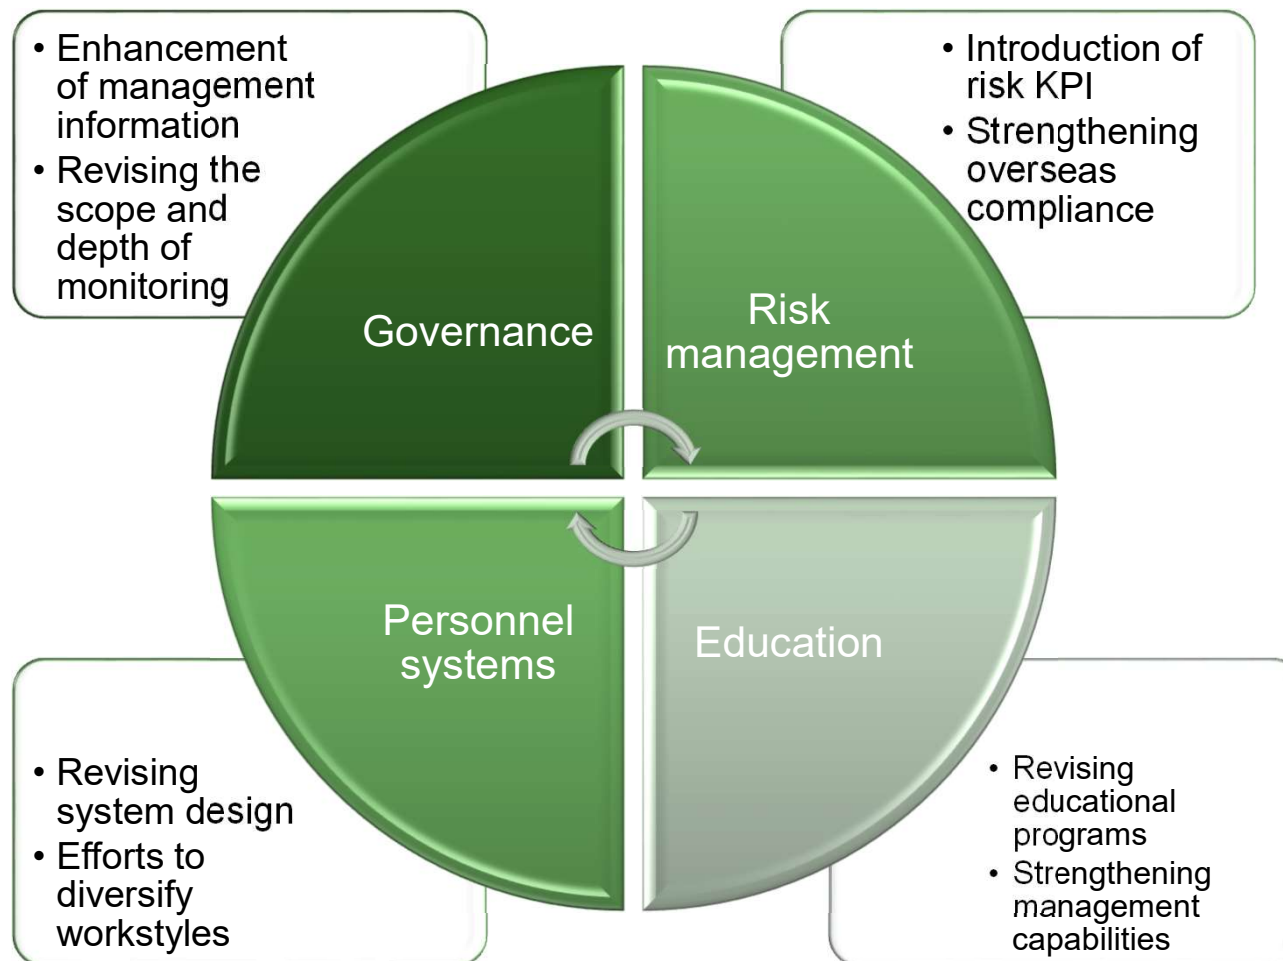 • Enhancement
of management
information
• Revising the
scope and
depth of
monitoring
• Introduction of
risk KPI
• Strengthening
overseas
compliance
Governance
Risk
management
Personnel
systems
Education
• Revising
system design
• Efforts to
diversify
workstyles
• Revising
educational
programs
• Strengthening
management
capabilities